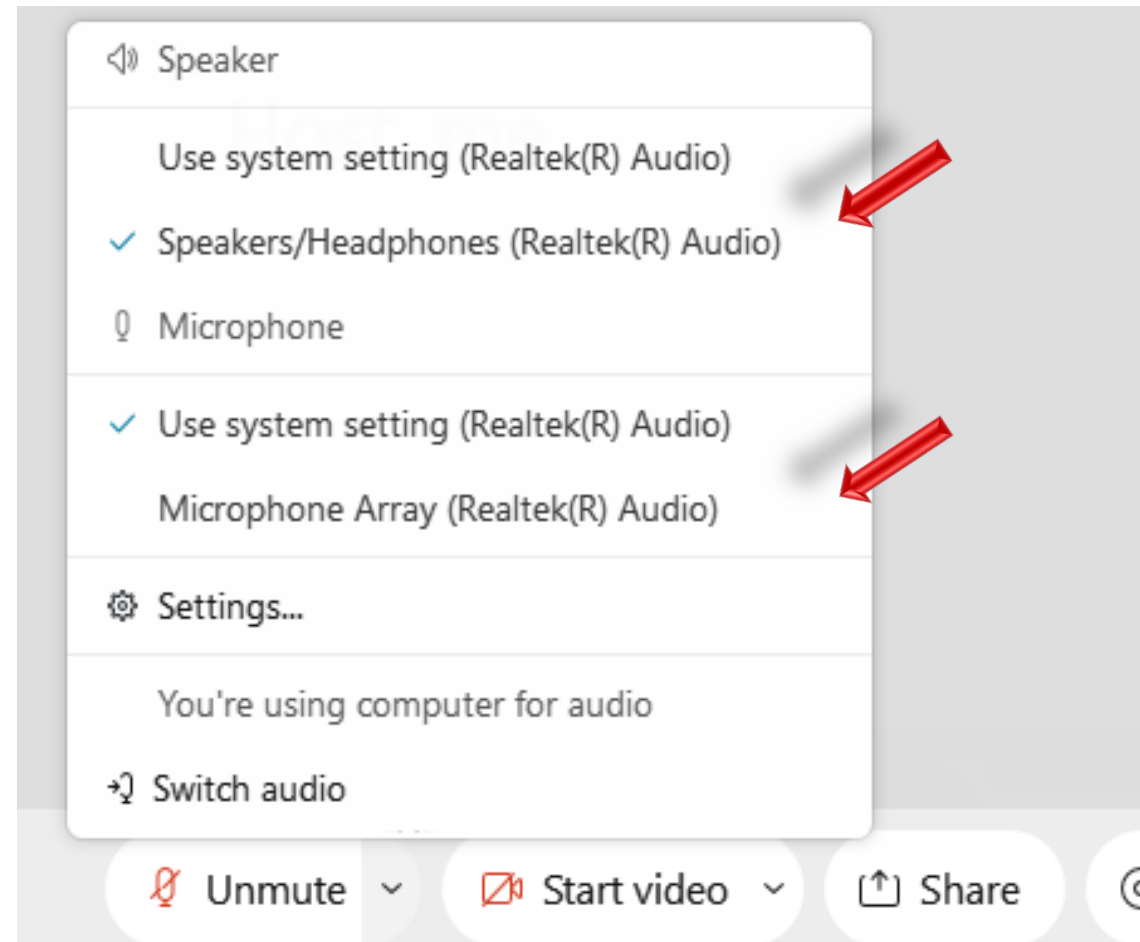 Speaker
Use system setting (Realtek(R) Audio)
Speakers/Headphones (Realtek(R) Audio)
Microphone
Use system setting (Realtek(R) Audio)
Microphone Array (Realtek(R) Audio)
Settings...
You're using computer for audio
Switch audio
Unmute Start video Share